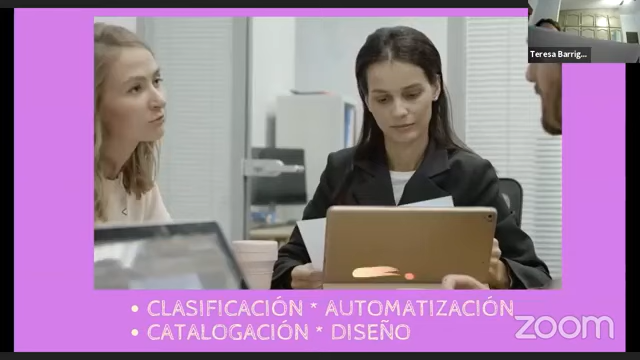 Teresa Barrig...
• CLASIFICACIÓN * AUTOMATIZACIÓN
• CATALOGACIÓN * DISEÑO
zoom